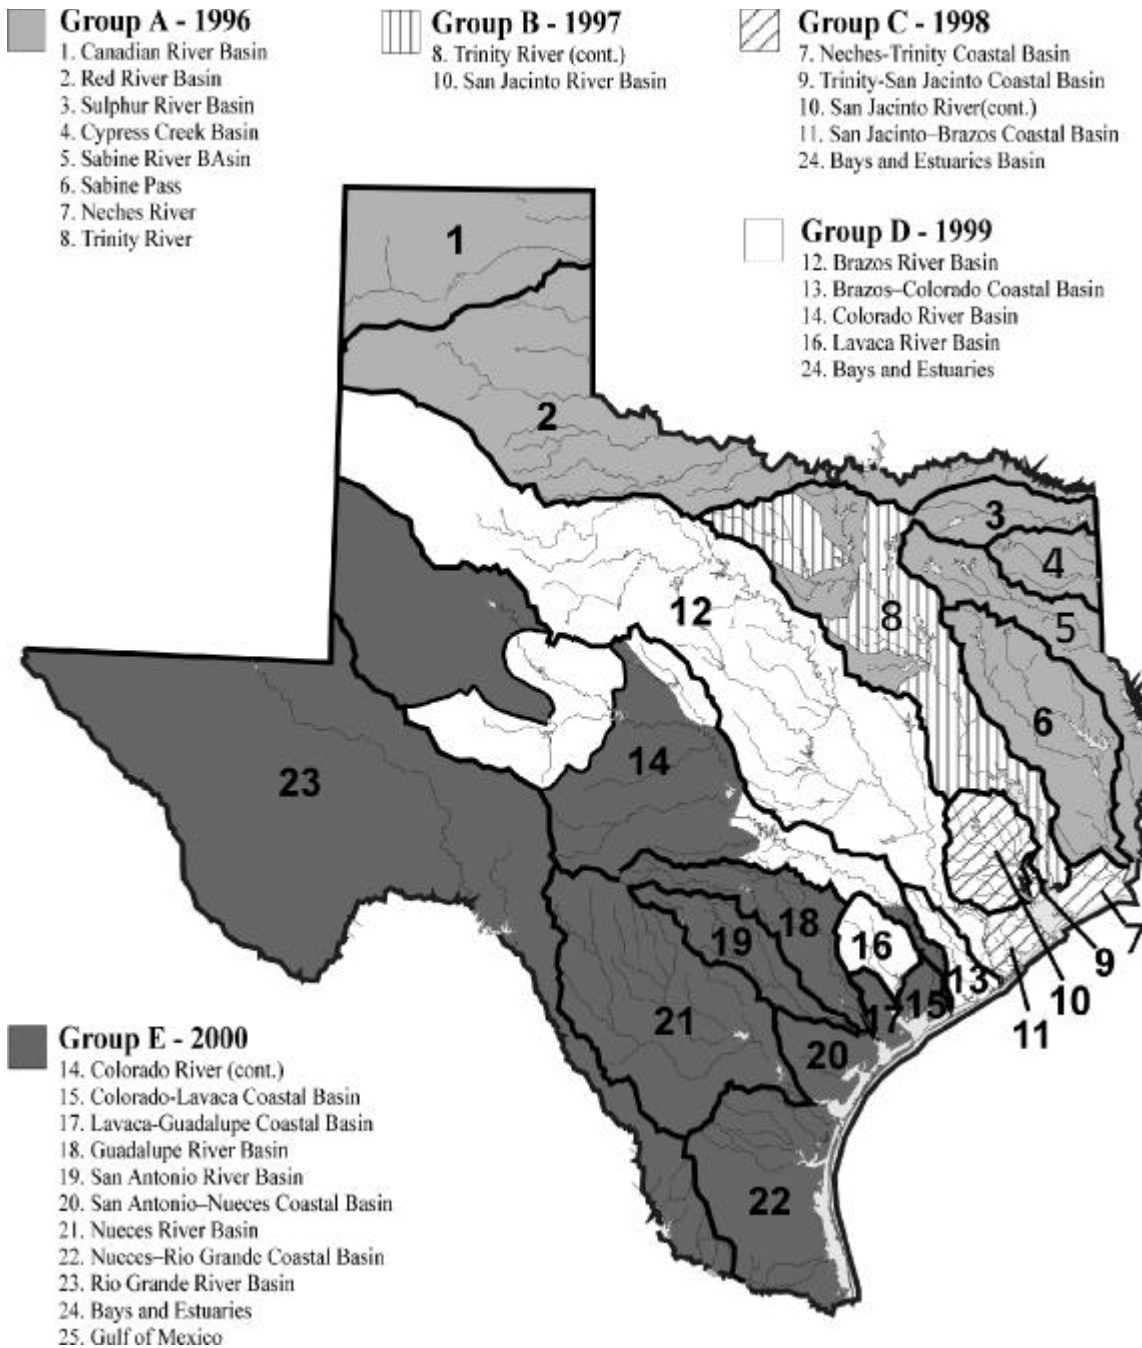 Group A - 1996
1. Canadian River Basin
2. Red River Basin
3. Sulphur River Basin
4. Cypress Creek Basin
5. Sabine River BAsin
6. Sabine Pass
7. Neches River
8. Trinity River
Group B - 1997
8. Trinity River (cont.)
10. San Jacinto River Basin
Group C - 1998
7. Neches-Trinity Coastal Basin
9. Trinity-San Jacinto Coastal Basin
10. San Jacinto River(cont.)
11. San Jacinto–Brazos Coastal Basin
24. Bays and Estuaries Basin
Group D - 1999
12. Brazos River Basin
13. Brazos–Colorado Coastal Basin
14. Colorado River Basin
16. Lavaca River Basin
24. Bays and Estuaries
1
2
3
4
12
8
5
6
14
23
18
19
16
7
9
13
10
15
17
21
11
20
22
Group E - 2000
14. Colorado River (cont.)
15. Colorado-Lavaca Coastal Basin
17. Lavaca-Guadalupe Coastal Basin
18. Guadalupe River Basin
19. San Antonio River Basin
20. San Antonio–Nueces Coastal Basin
21. Nueces River Basin
22. Nueces–Rio Grande Coastal Basin
23. Rio Grande River Basin
24. Bays and Estuaries
25. Gulf of Mexico